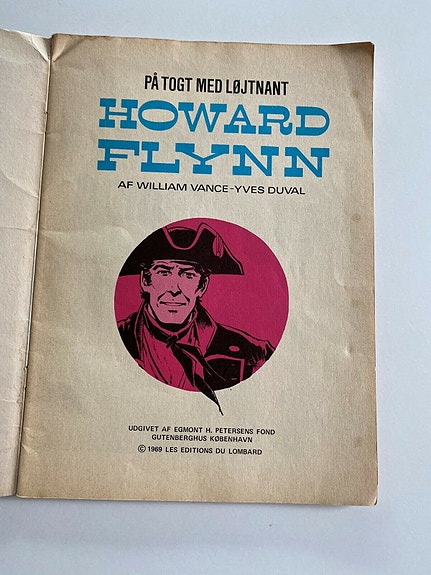 PÅ TOGT MED LØJTNANT
HOWARD
FLYNN
AF WILLIAM VANCE-YVES DUVAL
UDGIVET AF EGMONT H. PETERSENS FOND
GUTENBERGHUS KØBENHAVN
© 1969 LES EDITIONS DU LOMBARD